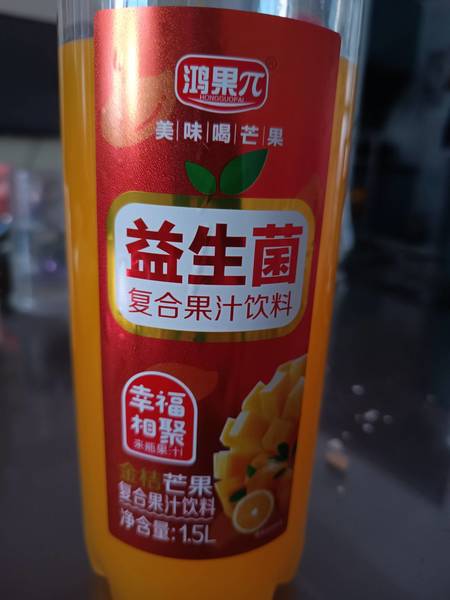 鸿果π
HONGGUOPAI
美味喝芒果
益生菌
复合果汁饮料
幸福
相聚
金桔芒果
复合果汁饮料
净含量:1.5L